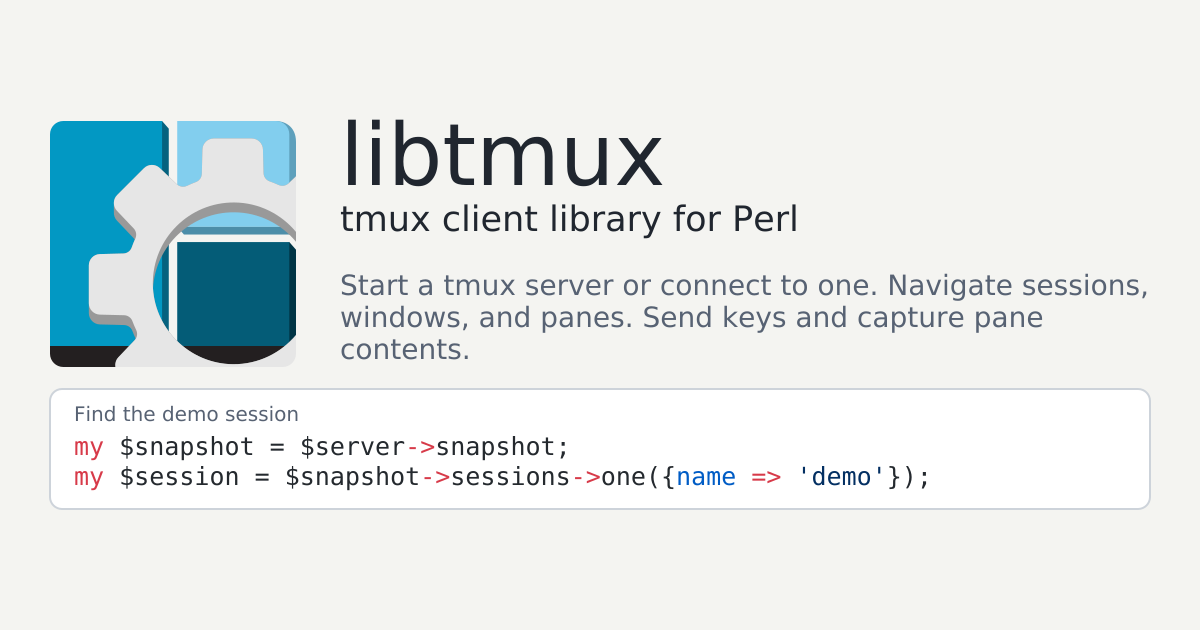 libtmux
tmux client library for Perl
Start a tmux server or connect to one. Navigate sessions,
windows, and panes. Send keys and capture pane
contents.
Find the demo session
my $snapshot = $server->snapshot;
my $session = $snapshot->sessions->one({name => 'demo'});